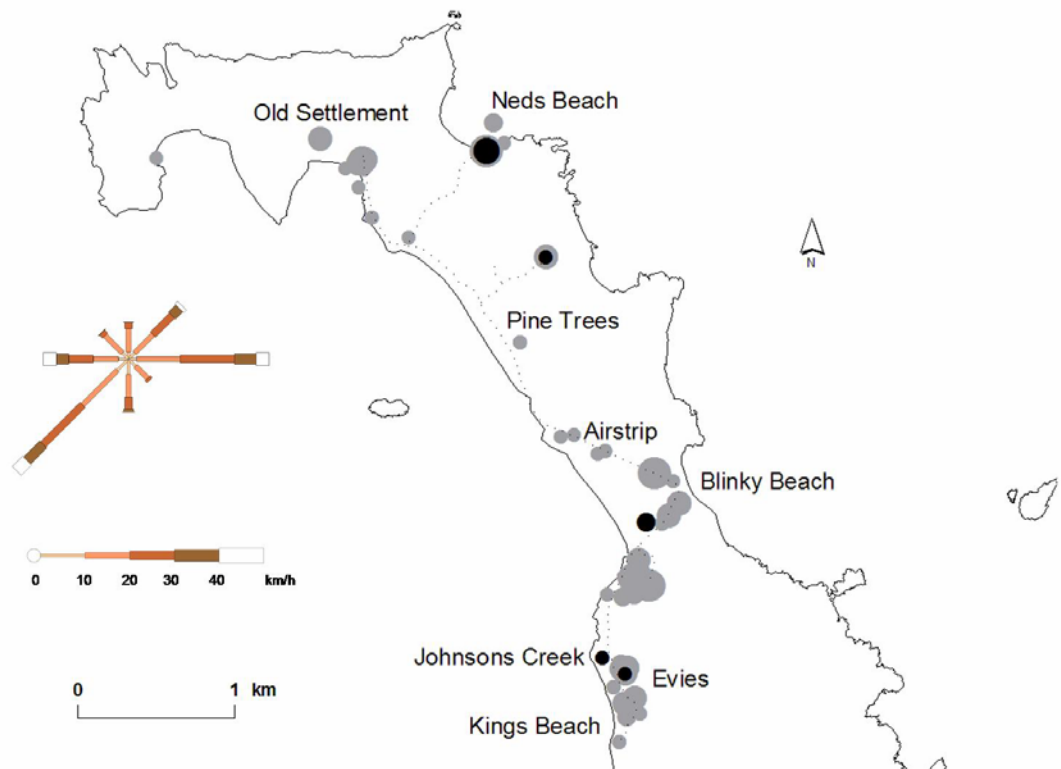 Neds Beach
Old Settlement
N
Pine Trees
Airstrip
Blinky Beach
0 10 20 30 40 km/h
Johnsons Creek
Evies
0 1 km
Kings Beach